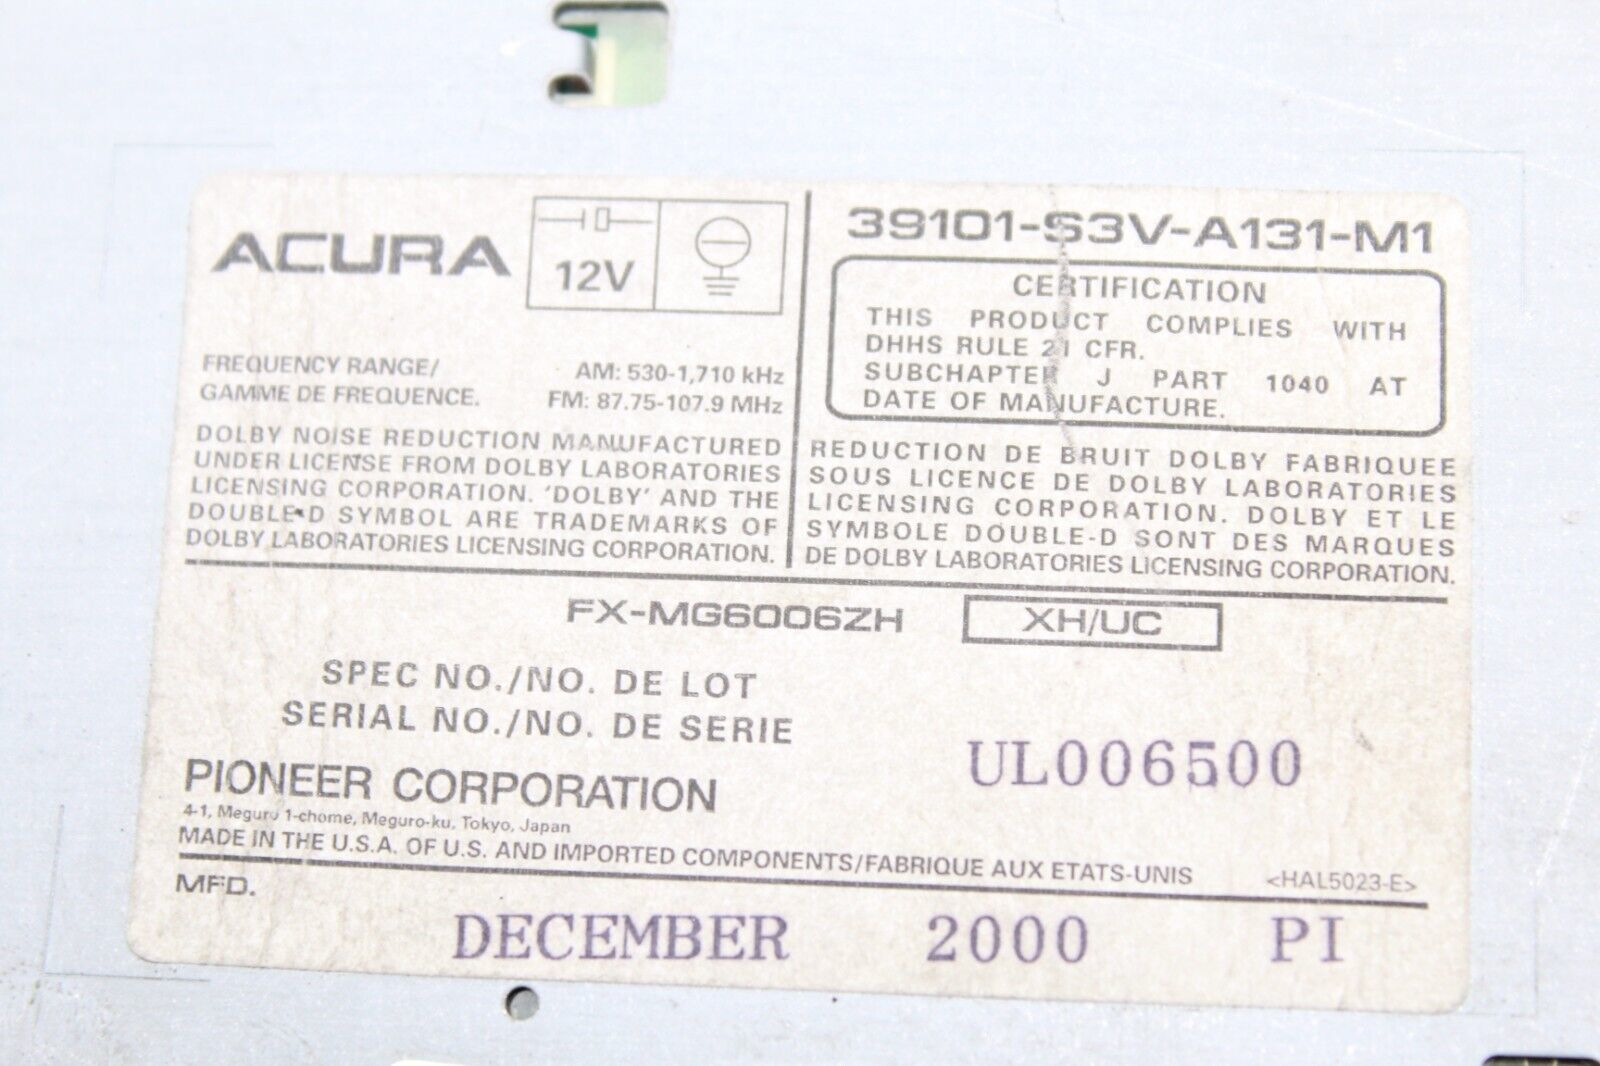 ACURA
12V
39101-S3V-A131-M1
CERTIFICATION
THIS PRODUCT COMPLIES WITH
DHHS RULE 21 CFR.
SUBCHAPTER J PART 1040 AT
DATE OF MANUFACTURE.
FREQUENCY RANGE/ AM: 530-1,710 kHz
GAMME DE FREQUENCE. FM: 87.75-107.9 MHz
DOLBY NOISE REDUCTION MANUFACTURED
UNDER LICENSE FROM DOLBY LABORATORIES
LICENSING CORPORATION. 'DOLBY' AND THE
DOUBLE-D SYMBOL ARE TRADEMARKS OF
DOLBY LABORATORIES LICENSING CORPORATION.
REDUCTION DE BRUIT DOLBY FABRIQUEE
SOUS LICENCE DE DOLBY LABORATORIES
LICENSING CORPORATION. DOLBY ET LE
SYMBOLE DOUBLE-D SONT DES MARQUES
DE DOLBY LABORATORIES LICENSING CORPORATION.
FX-MG6006ZH XH/UC
SPEC NO./NO. DE LOT
SERIAL NO./NO. DE SERIE
UL006500
PIONEER CORPORATION
4-1, Meguro 1-chome, Meguro-ku, Tokyo, Japan
MADE IN THE U.S.A. OF U.S. AND IMPORTED COMPONENTS/FABRIQUE AUX ETATS-UNIS <HAL5023-E>
MFD.
DECEMBER 2000 PI